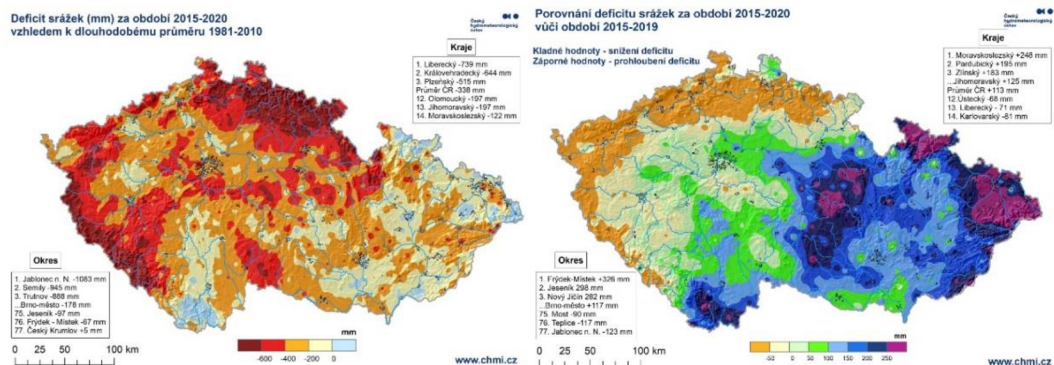 Deficit srážek (mm) za období 2015-2020
vzhledem k dlouhodobému průměru 1981-2010
Český
hydrometeorologický
ústav
Kraje
1. Liberecký -739 mm
2. Královehradecký -644 mm
3. Plzeňský -515 mm
Průměr ČR -338 mm
12. Olomoucký -197 mm
13. Jihomoravský -197 mm
14. Moravskoslezský -122 mm
Okres
1. Jablonec n. N. -1083 mm
2. Semily -945 mm
3. Trutnov -888 mm
...Brno-město -178 mm
75. Jeseník -97 mm
76. Frýdek - Místek -67 mm
77. Český Krumlov +5 mm
0 25 50 100 km
mm
-600 -400 -200 0
www.chmi.cz
Porovnání deficitu srážek za období 2015-2020
vůči období 2015-2019
Kladné hodnoty - snížení deficitu
Záporné hodnoty - prohloubení deficitu
Český
hydrometeorologický
ústav
Kraje
1. Moravskoslezský +248 mm
2. Pardubický +195 mm
3. Zlínský +183 mm
...Jihomoravský +125 mm
Průměr ČR +113 mm
12. Ústecký -68 mm
13. Liberecký - 71 mm
14. Karlovarský -81 mm
Okres
1. Frýdek-Místek +326 mm
2. Jeseník 298 mm
3. Nový Jičín 282 mm
...Brno-město +117 mm
75. Most -90 mm
76. Teplice -117 mm
77. Jablonec n. N. -123 mm
0 25 50 100 km
mm
-50 0 50 100 150 200 250
www.chmi.cz